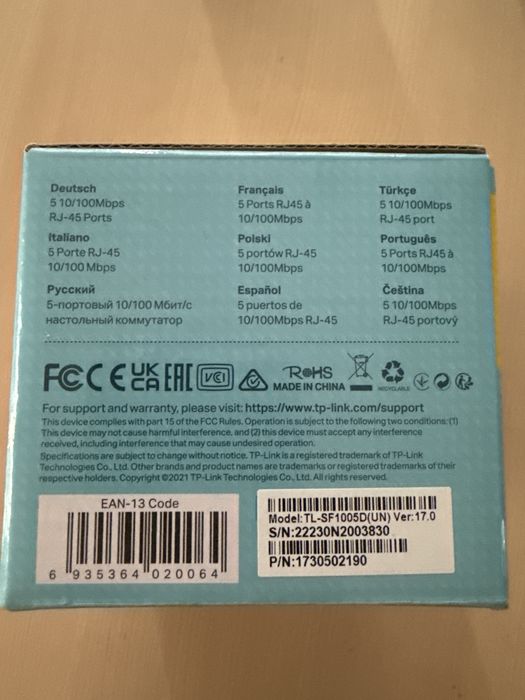 Deutsch
5 10/100Mbps
RJ-45 Ports
Français
5 Ports RJ45 à
10/100Mbps
Türkçe
5 10/100Mbps
RJ-45 port
Italiano
5 Porte RJ-45
10/100 Mbps
Polski
5 portów RJ-45
10/100Mbps
Português
5 Ports RJ45 à
10/100Mbps
Русский
5-портовый 10/100 Мбит/с
настольный коммутатор
Español
5 puertos de
10/100Mbps RJ-45
Čeština
5 10/100Mbps
RJ-45 portový
FC CE UK CA EAC VCI RoHS
MADE IN CHINA
RECYCLABLE
For support and warranty, please visit: https://www.tp-link.com/support
This device complies with part 15 of the FCC Rules. Operation is subject to the following two conditions: (1)
This device may not cause harmful interference, and (2) this device must accept any interference
received, including interference that may cause undesired operation.
Specifications are subject to change without notice. TP-Link is a registered trademark of TP-Link
Technologies Co., Ltd. Other brands and product names are trademarks or registered trademarks of their
respective holders. Copyright ©2021 TP-Link Technologies Co., Ltd. All rights reserved.
EAN-13 Code
6 935364 020064
Model:TL-SF1005D(UN) Ver:17.0
S/N:22230N2003830
P/N:1730502190